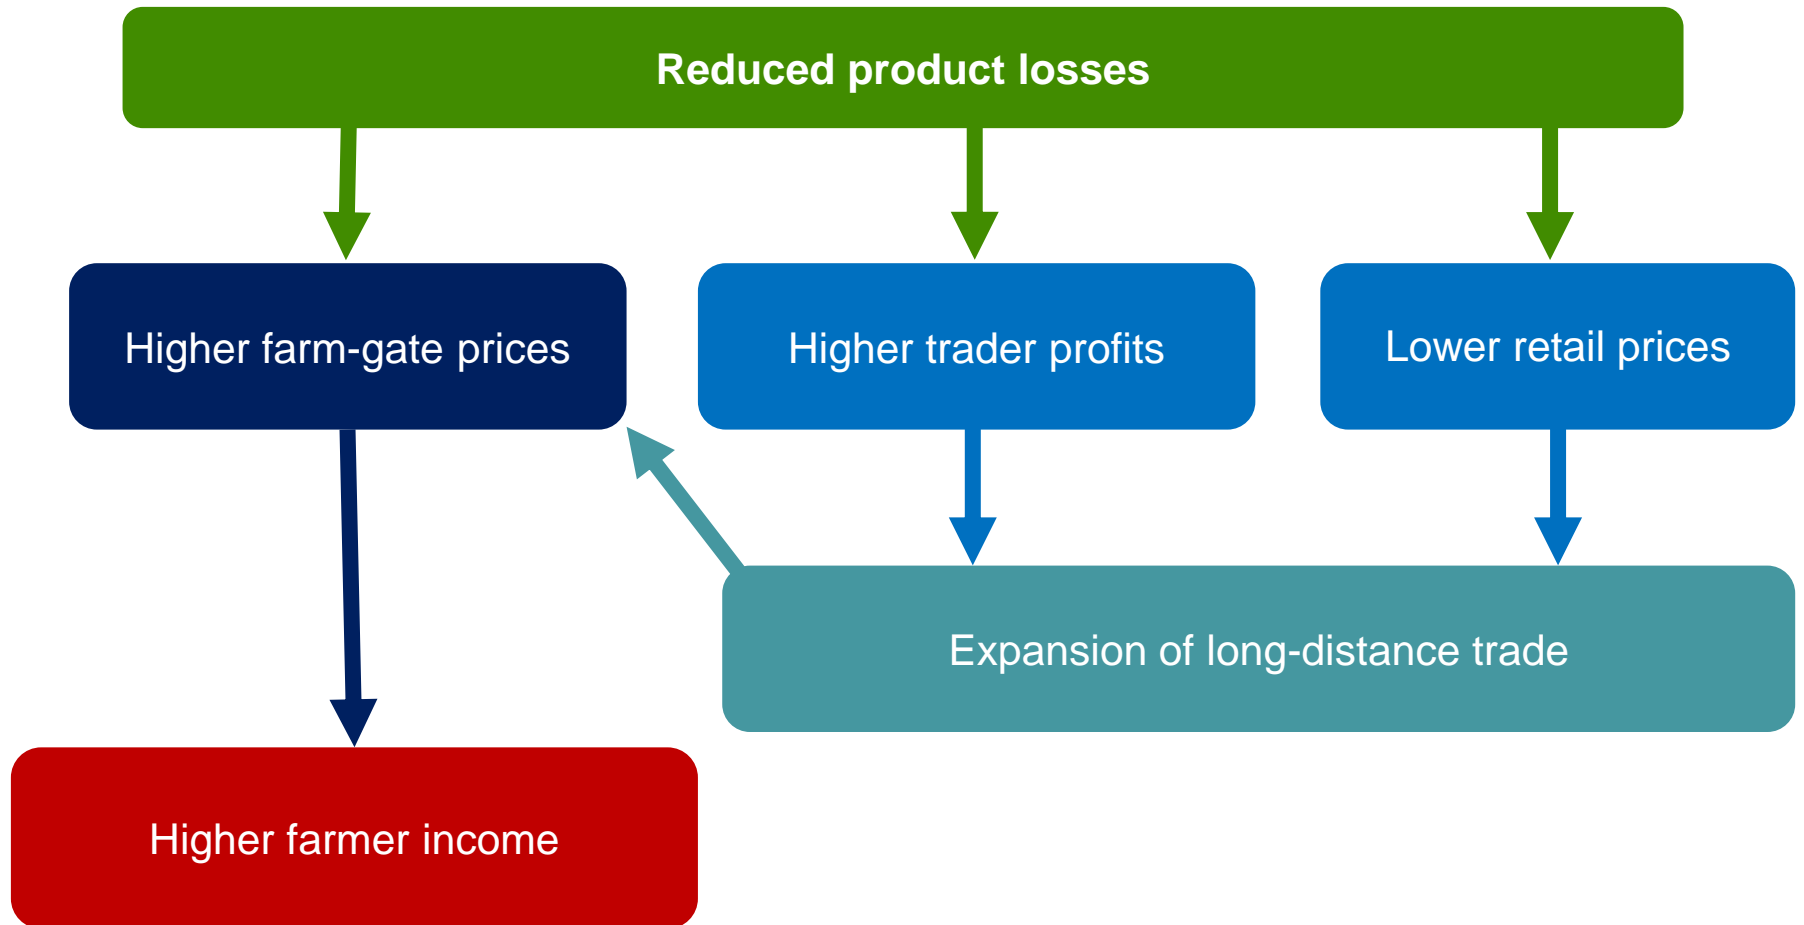 Reduced product losses
Higher farm-gate prices
Higher trader profits
Lower retail prices
Expansion of long-distance trade
Higher farmer income